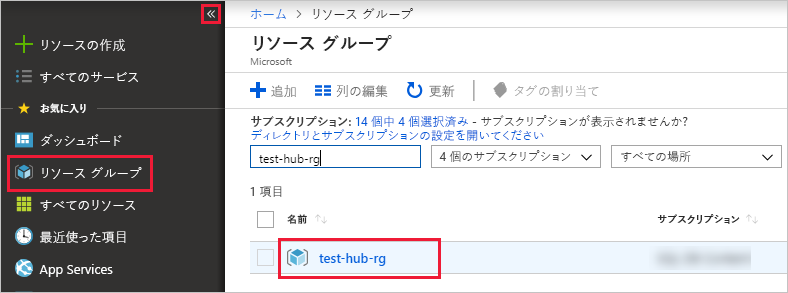 «
リソースの作成
すべてのサービス
お気に入り
ダッシュボード
リソース グループ
すべてのリソース
最近使った項目
App Services
ホーム > リソース グループ
リソース グループ
Microsoft
追加 列の編集 更新 タグの割り当て
サブスクリプション: 14 個中 4 個選択済み - サブスクリプションが表示されませんか?
ディレクトリとサブスクリプションの設定を開いてください
test-hub-rg 4 個のサブスクリプション すべての場所
1 項目
名前 サブスクリプション
test-hub-rg